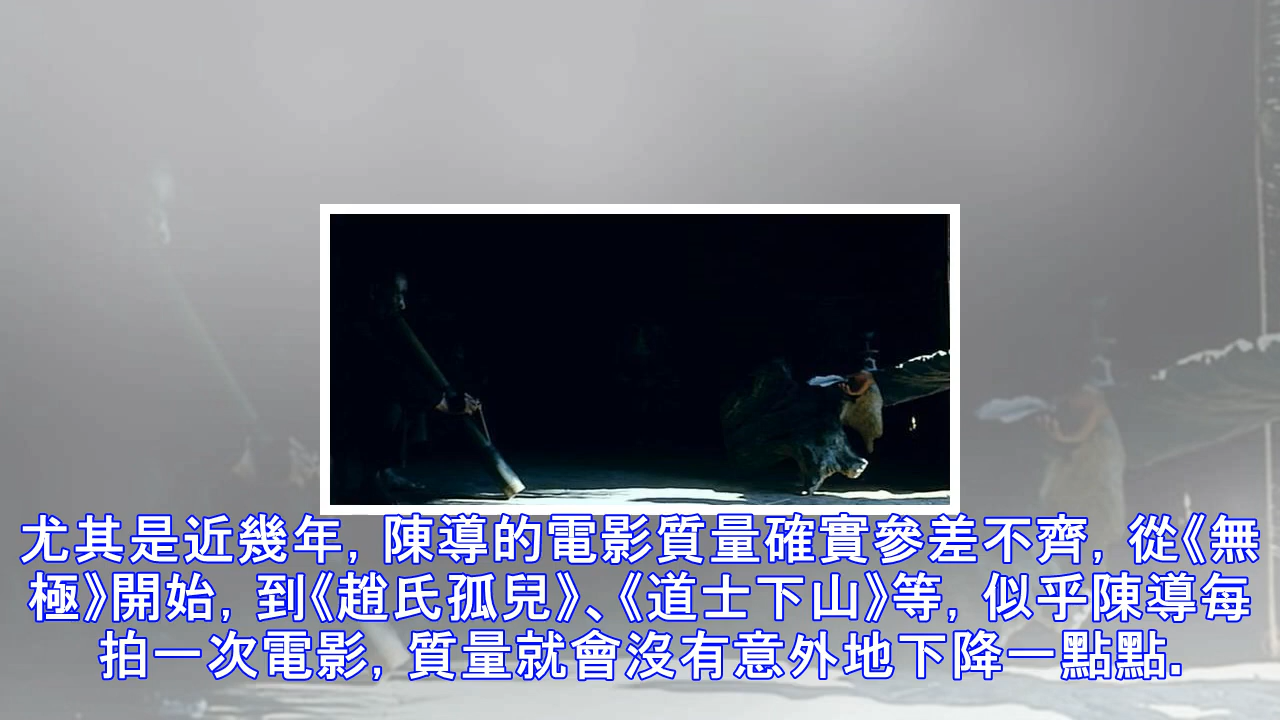 尤其是近幾年, 陳導的電影質量確實參差不齊, 從《無
極》開始, 到《趙氏孤兒》、《道士下山》等, 似乎陳導每
拍一次電影, 質量就會沒有意外地下降一點點.